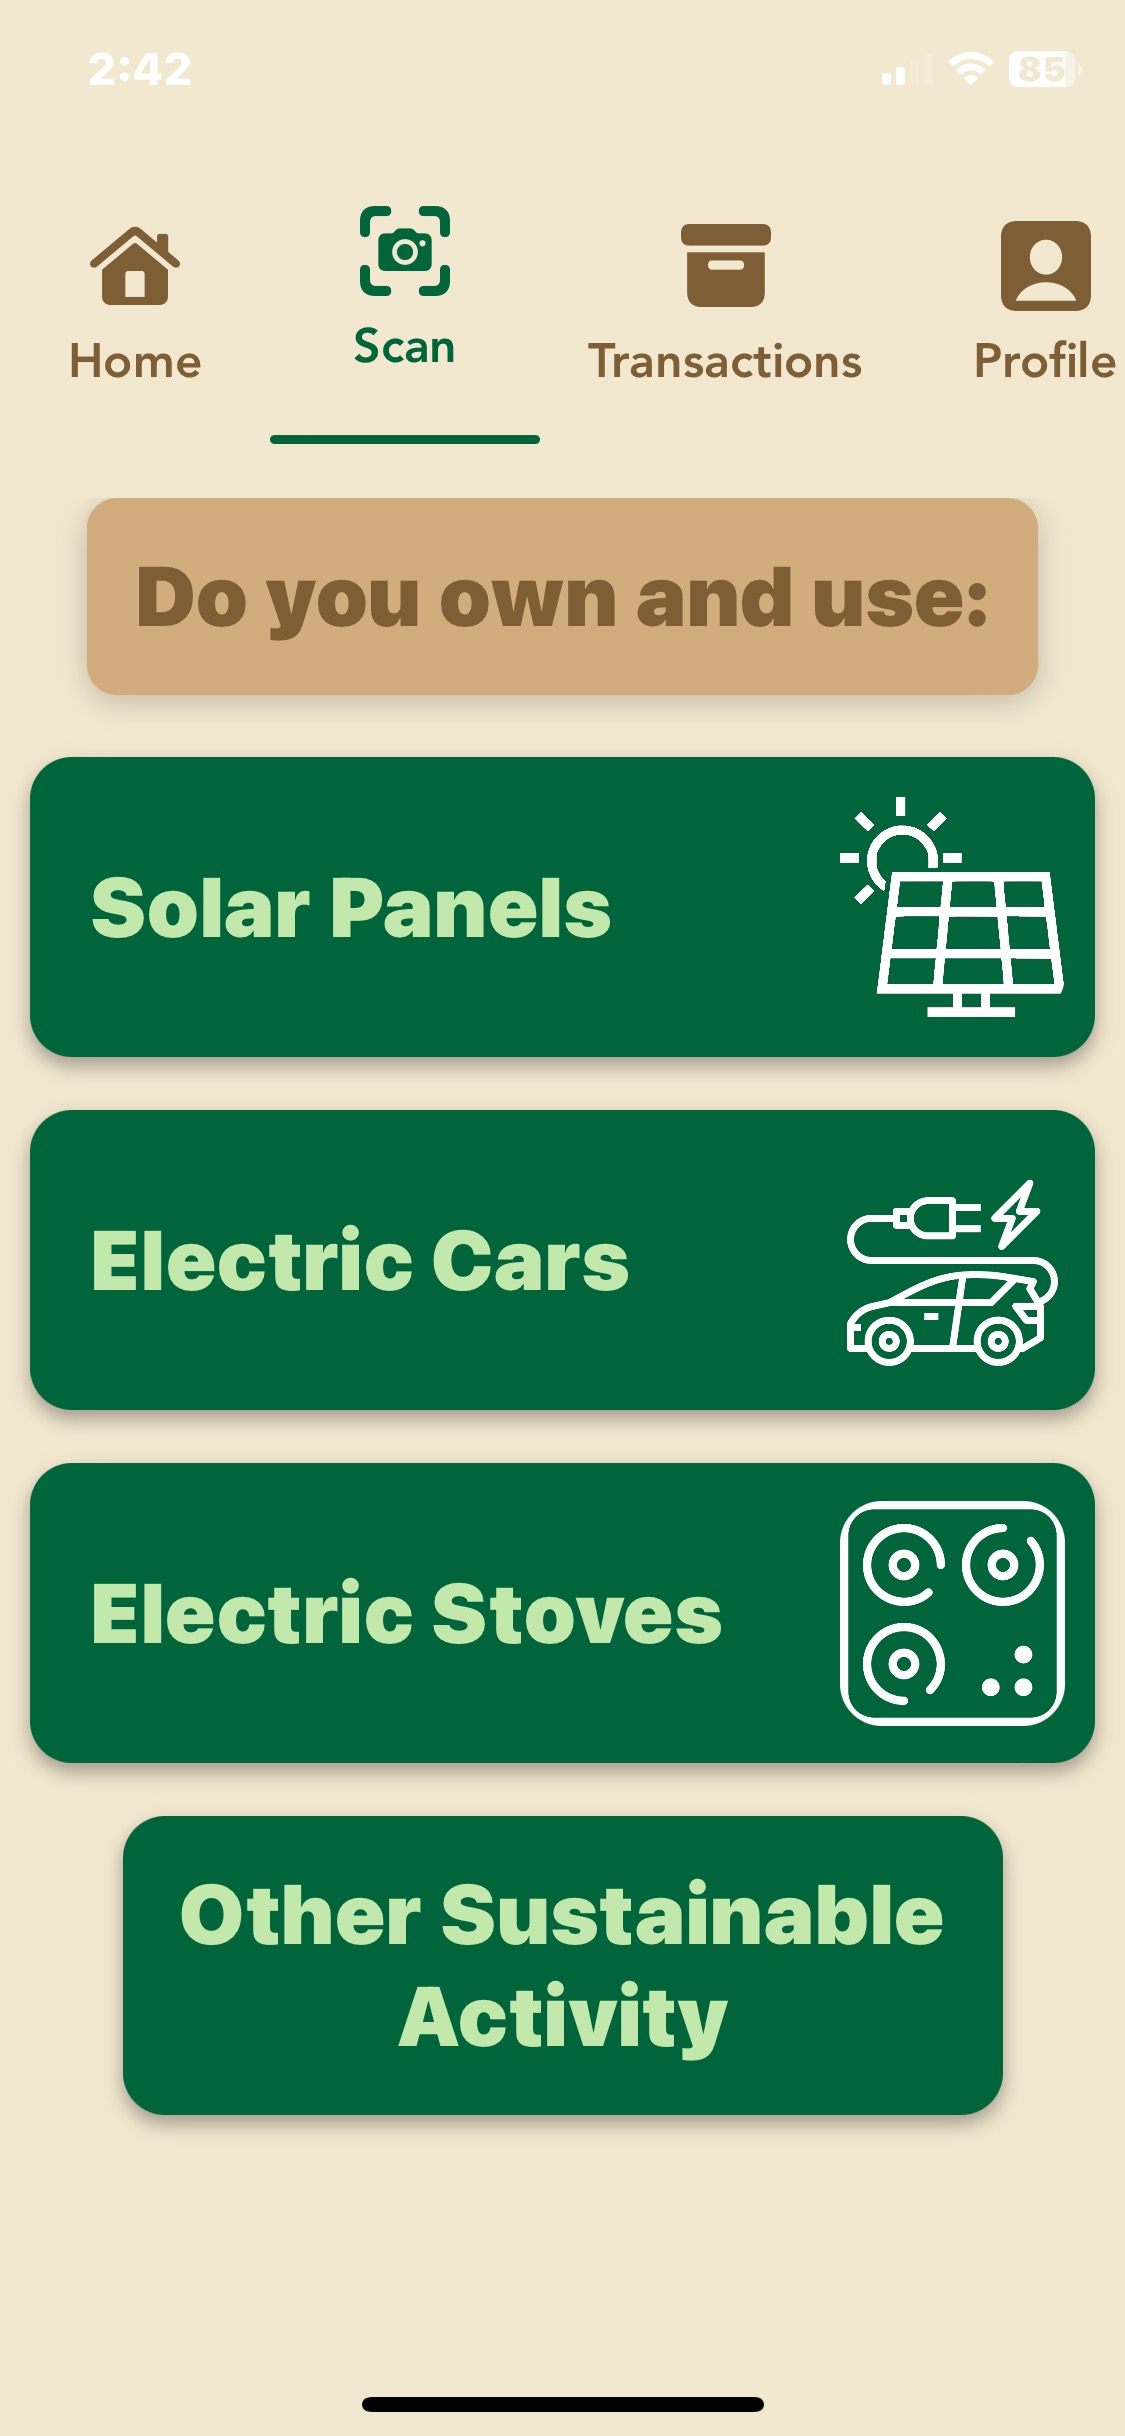 2:42
85
Home
Scan
Transactions
Profile
Do you own and use:
Solar Panels
Electric Cars
Electric Stoves
Other Sustainable
Activity